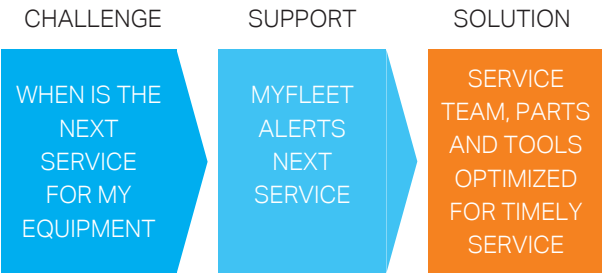 CHALLENGE
SUPPORT
SOLUTION
WHEN IS THE
NEXT
SERVICE
FOR MY
EQUIPMENT
MYFLEET
ALERTS
NEXT
SERVICE
SERVICE
TEAM, PARTS
AND TOOLS
OPTIMIZED
FOR TIMELY
SERVICE